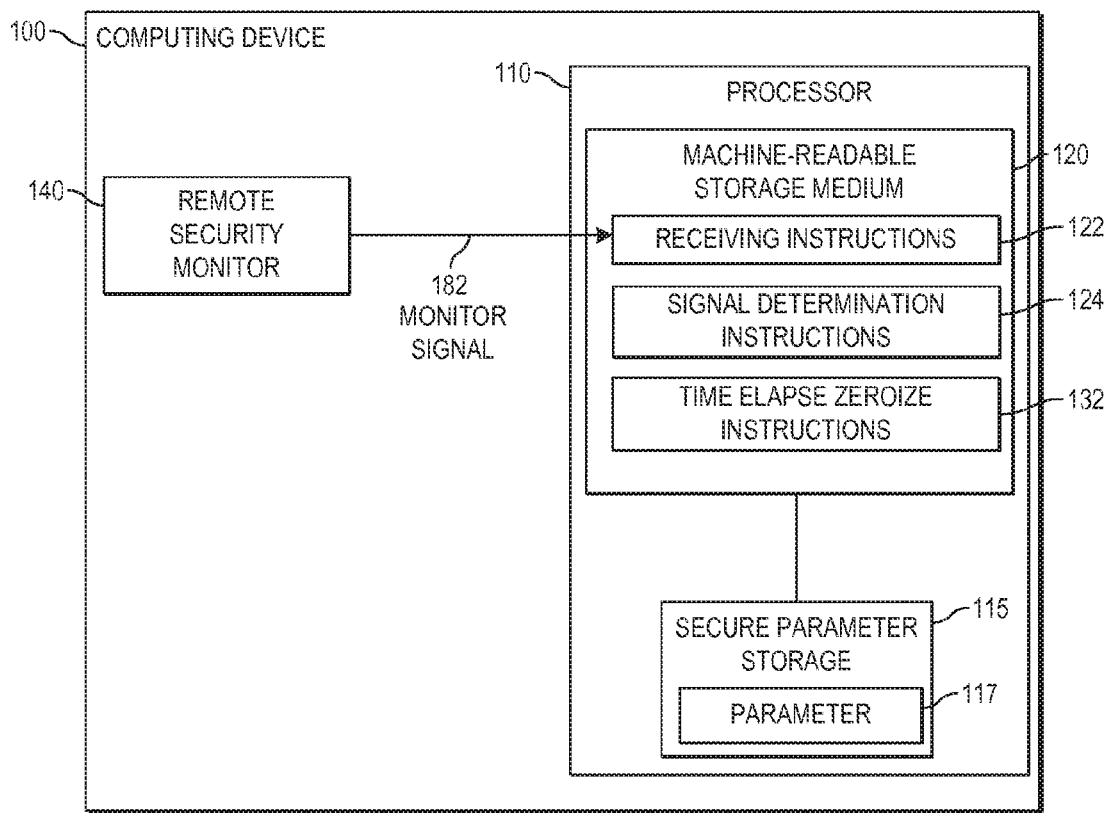 100
COMPUTING DEVICE
110
PROCESSOR
MACHINE-READABLE
STORAGE MEDIUM
120
140
REMOTE
SECURITY
MONITOR
182
MONITOR
SIGNAL
RECEIVING INSTRUCTIONS
122
SIGNAL DETERMINATION
INSTRUCTIONS
124
TIME ELAPSE ZEROIZE
INSTRUCTIONS
132
SECURE PARAMETER
STORAGE
115
PARAMETER
117